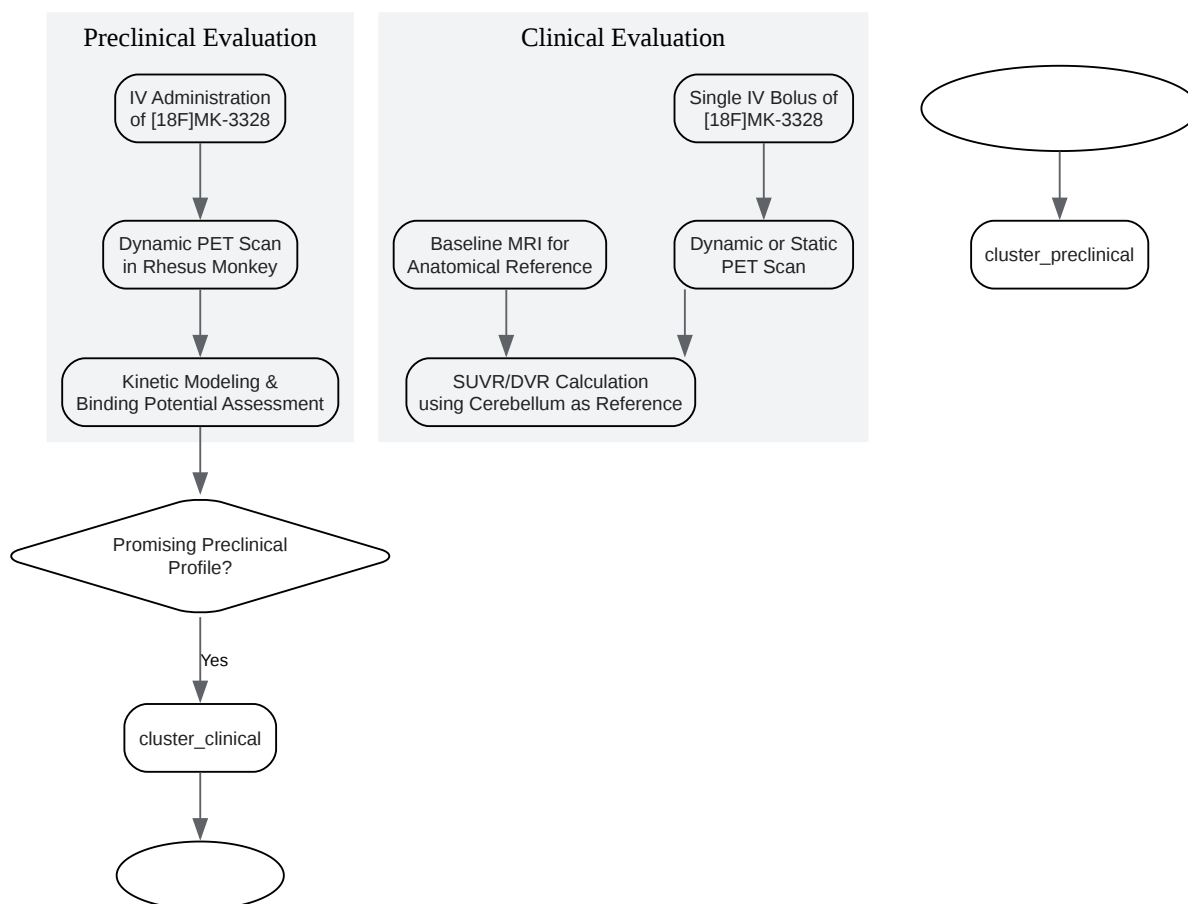 Preclinical Evaluation
IV Administration
of [18F]MK-3328
Dynamic PET Scan
in Rhesus Monkey
Kinetic Modeling &
Binding Potential Assessment
Promising Preclinical
Profile?
Yes
cluster_clinical
Clinical Evaluation
Single IV Bolus of
[18F]MK-3328
Baseline MRI for
Anatomical Reference
Dynamic or Static
PET Scan
SUVR/DVR Calculation
using Cerebellum as Reference
cluster_preclinical